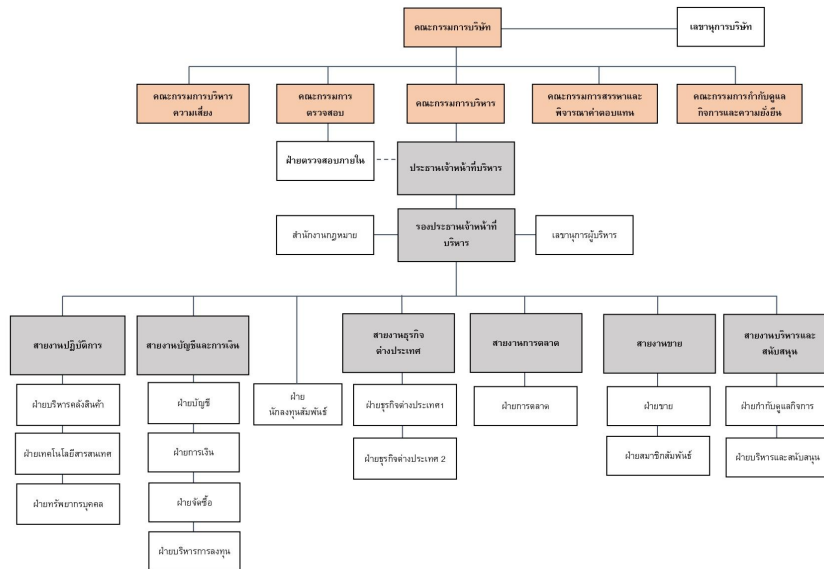 คณะกรรมการบริษัท
เลขานุการบริษัท
คณะกรรมการบริหาร
ความเสี่ยง
คณะกรรมการ
ตรวจสอบ
คณะกรรมการบริหาร
คณะกรรมการสรรหาและ
พิจารณาค่าตอบแทน
คณะกรรมการกำกับดูแล
กิจการและความยั่งยืน
ฝ่ายตรวจสอบภายใน
ประธานเจ้าหน้าที่บริหาร
สำนักงานกฎหมาย
รองประธานเจ้าหน้าที่
บริหาร
เลขานุการผู้บริหาร
สายงานปฏิบัติการ
สายงานบัญชีและการเงิน
สายงานธุรกิจ
ต่างประเทศ
สายงานการตลาด
สายงานขาย
สายงานบริหารและ
สนับสนุน
ฝ่ายบริหารคลังสินค้า
ฝ่ายบัญชี
ฝ่าย
นักลงทุนสัมพันธ์
ฝ่ายธุรกิจต่างประเทศ1
ฝ่ายการตลาด
ฝ่ายขาย
ฝ่ายกำกับดูแลกิจการ
ฝ่ายเทคโนโลยีสารสนเทศ
ฝ่ายการเงิน
ฝ่ายธุรกิจต่างประเทศ 2
ฝ่ายสมาชิกสัมพันธ์
ฝ่ายบริหารและสนับสนุน
ฝ่ายทรัพยากรบุคคล
ฝ่ายจัดซื้อ
ฝ่ายบริหารการลงทุน